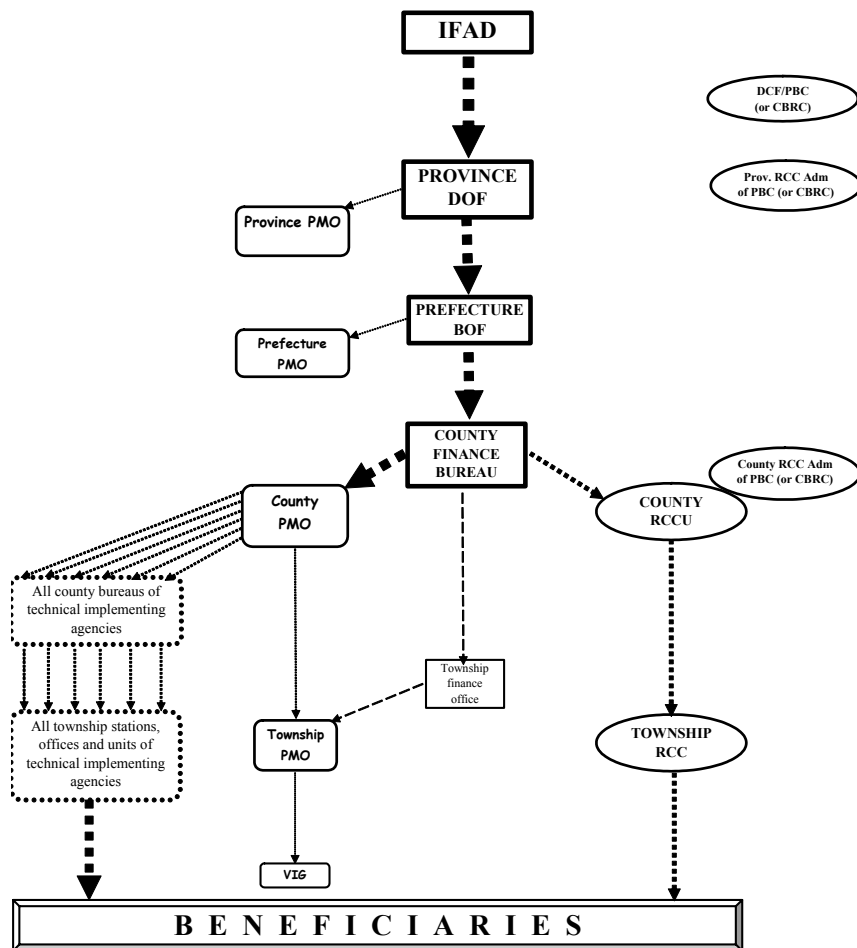 IFAD
DCF/PBC
(or CBRC)
PROVINCE
DOF
Prov. RCC Adm
of PBC (or CBRC)
Province PMO
PREFECTURE
BOF
Prefecture
PMO
COUNTY
FINANCE
BUREAU
County RCC Adm
of PBC (or CBRC)
County
PMO
COUNTY
RCCU
All county bureaus of
technical implementing
agencies
Township
finance
office
All township stations,
offices and units of
technical implementing
agencies
Township
PMO
TOWNSHIP
RCC
VIG
BENEFICIARIES